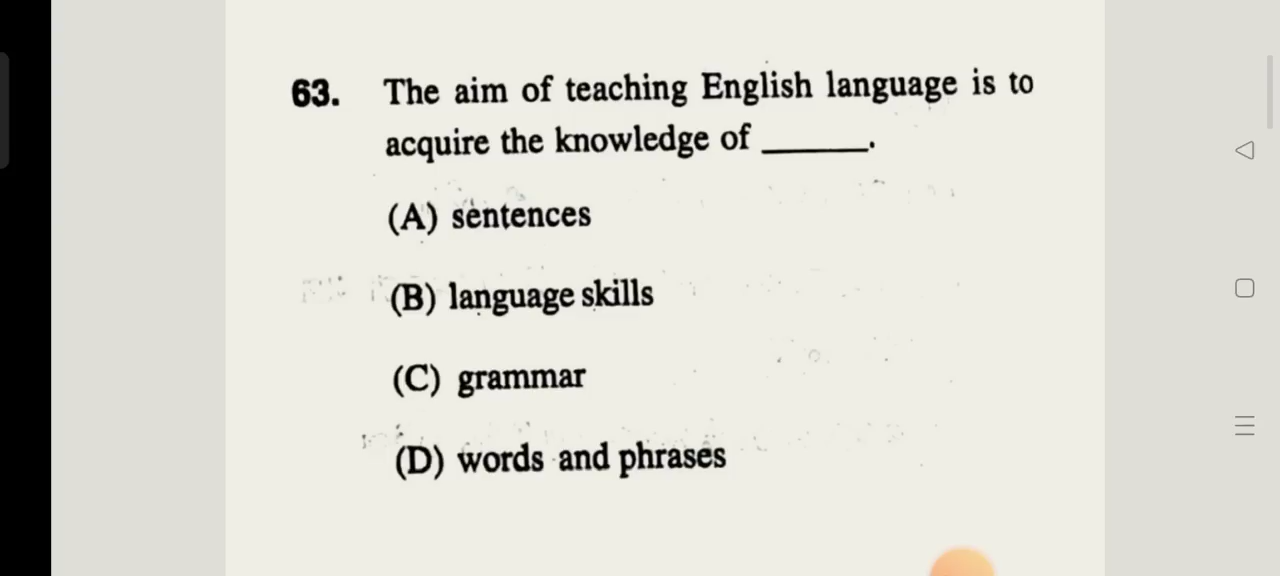 63. The aim of teaching English language is to
acquire the knowledge of ______.
(A) sentences
(B) language skills
(C) grammar
(D) words and phrases